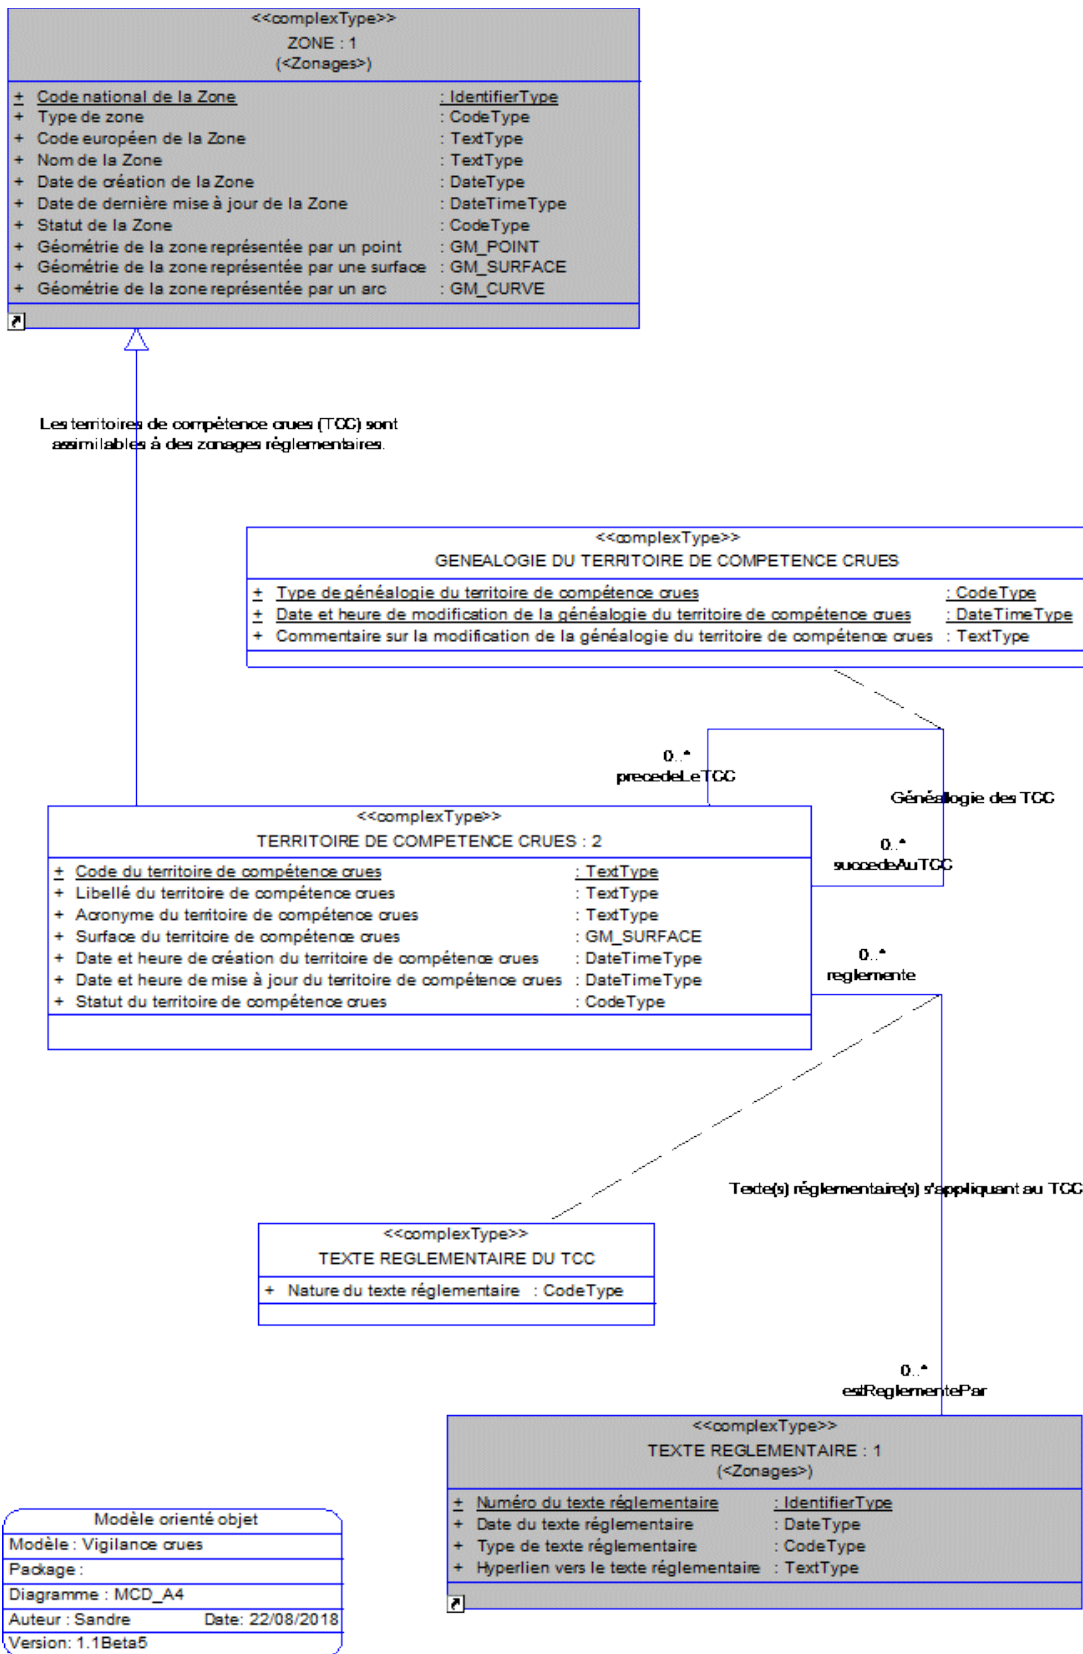 <<complexType>>
ZONE : 1
(<Zonages>)
+ Code national de la Zone : IdentifierType
+ Type de zone : CodeType
+ Code européen de la Zone : TextType
+ Nom de la Zone : TextType
+ Date de création de la Zone : DateType
+ Date de dernière mise à jour de la Zone : DateTimeType
+ Statut de la Zone : CodeType
+ Géométrie de la zone représentée par un point : GM_POINT
+ Géométrie de la zone représentée par une surface : GM_SURFACE
+ Géométrie de la zone représentée par un arc : GM_CURVE
Les territoires de compétence crues (TCC) sont
assimilables à des zonages règlementaires.
<<complexType>>
GENEALOGIE DU TERRITOIRE DE COMPETENCE CRUES
+ Type de généalogie du territoire de compétence crues : CodeType
+ Date et heure de modification de la généalogie du territoire de compétence crues : DateTimeType
+ Commentaire sur la modification de la généalogie du territoire de compétence crues : TextType
0..*
precedeLeTCC
Généallogie des TCC
0..*
succedeAuTCC
<<complexType>>
TERRITOIRE DE COMPETENCE CRUES : 2
+ Code du territoire de compétence crues : TextType
+ Libellé du territoire de compétence crues : TextType
+ Acronyme du territoire de compétence crues : TextType
+ Surface du territoire de compétence crues : GM_SURFACE
+ Date et heure de création du territoire de compétence crues : DateTimeType
+ Date et heure de mise à jour du territoire de compétence crues : DateTimeType
+ Statut du territoire de compétence crues : CodeType
0..*
reglemente
Texte(s) réglementaire(s) s'appliquant au TCC
<<complexType>>
TEXTE REGLEMENTAIRE DU TCC
+ Nature du texte réglementaire : CodeType
0..*
estReglementePar
<<complexType>>
TEXTE REGLEMENTAIRE : 1
(<Zonages>)
+ Numéro du texte réglementaire : IdentifierType
+ Date du texte réglementaire : DateType
+ Type de texte réglementaire : CodeType
+ Hyperlien vers le texte réglementaire : TextType
Modèle orienté objet
Modèle : Vigilance crues
Package :
Diagramme : MCD_A4
Auteur : Sandre Date: 22/08/2018
Version: 1.1Beta5